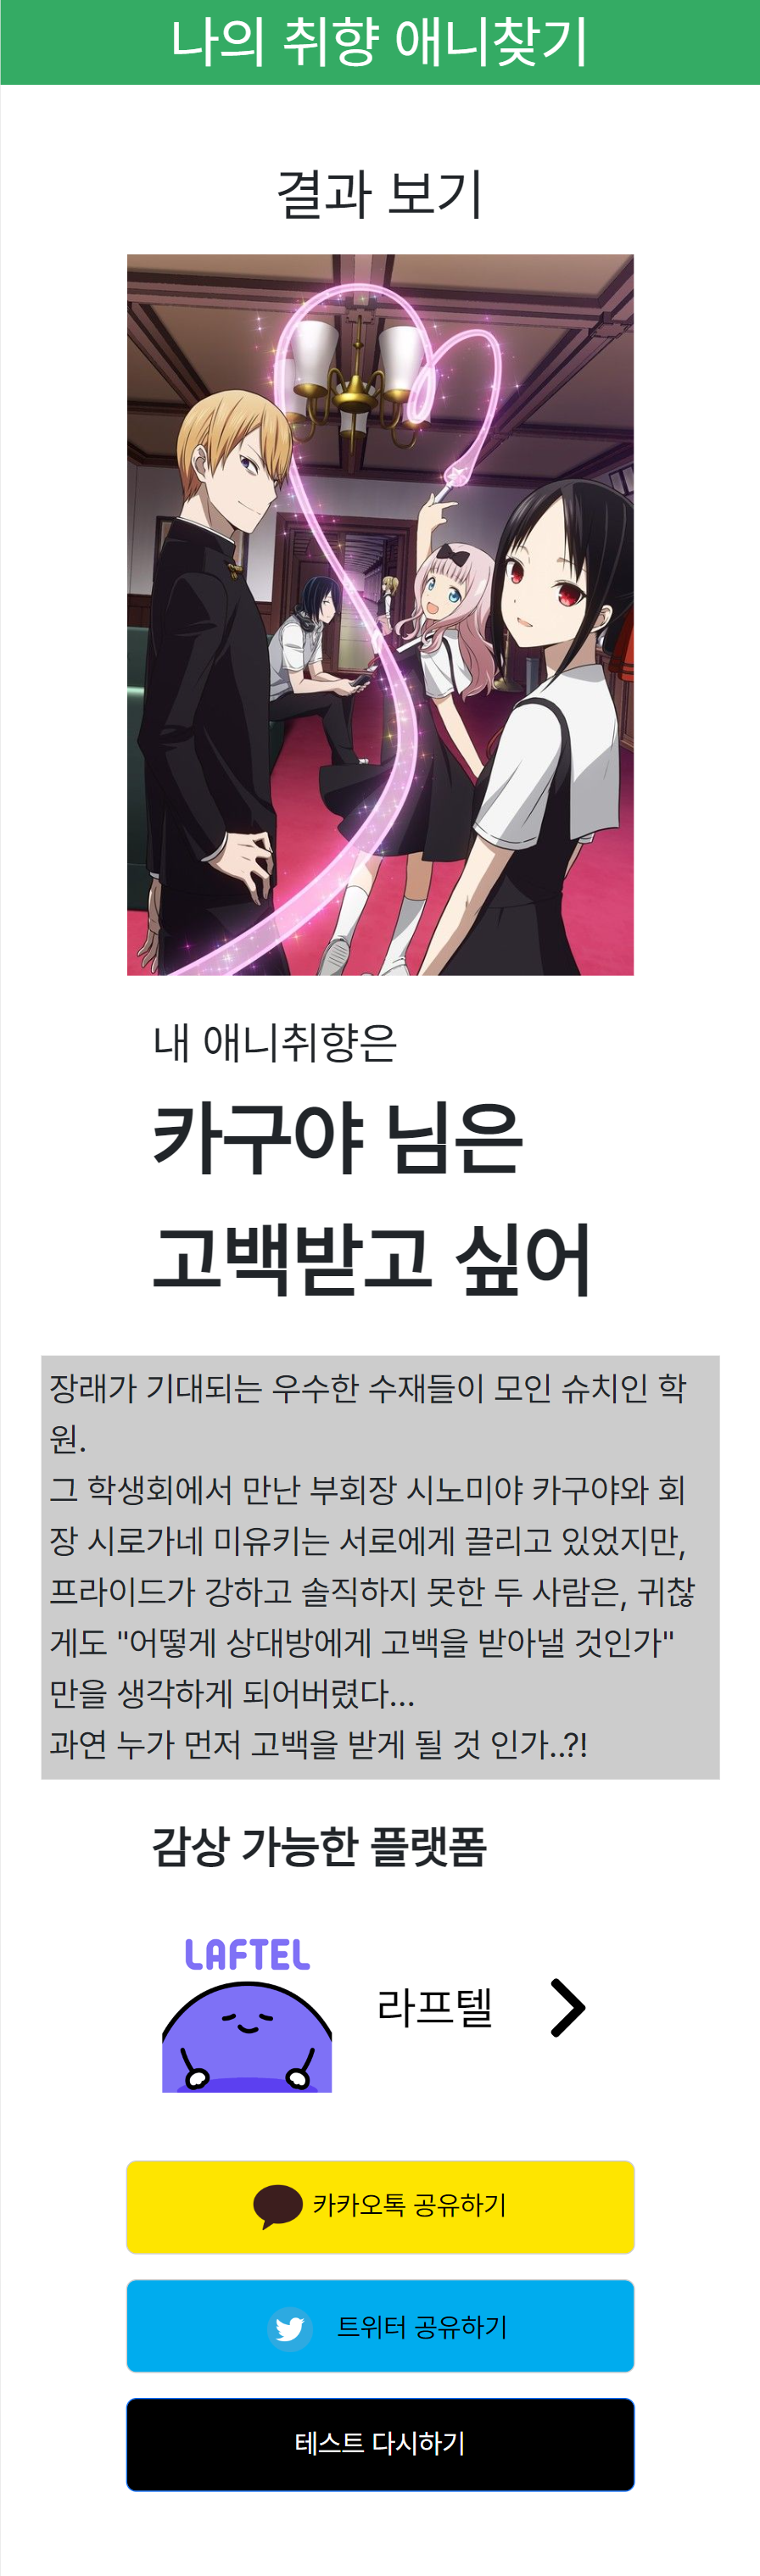 나의 취향 애니찾기
결과 보기
내 애니취향은
카구야 님은
고백받고 싶어
장래가 기대되는 우수한 수재들이 모인 슈치인 학
원.
그 학생회에서 만난 부회장 시노미야 카구야와 회
장 시로가네 미유키는 서로에게 끌리고 있었지만,
프라이드가 강하고 솔직하지 못한 두 사람은, 귀찮
게도 "어떻게 상대방에게 고백을 받아낼 것인가"
만을 생각하게 되어버렸다...
과연 누가 먼저 고백을 받게 될 것 인가..?!
감상 가능한 플랫폼
LAFTEL
라프텔
카카오톡 공유하기
트위터 공유하기
테스트 다시하기